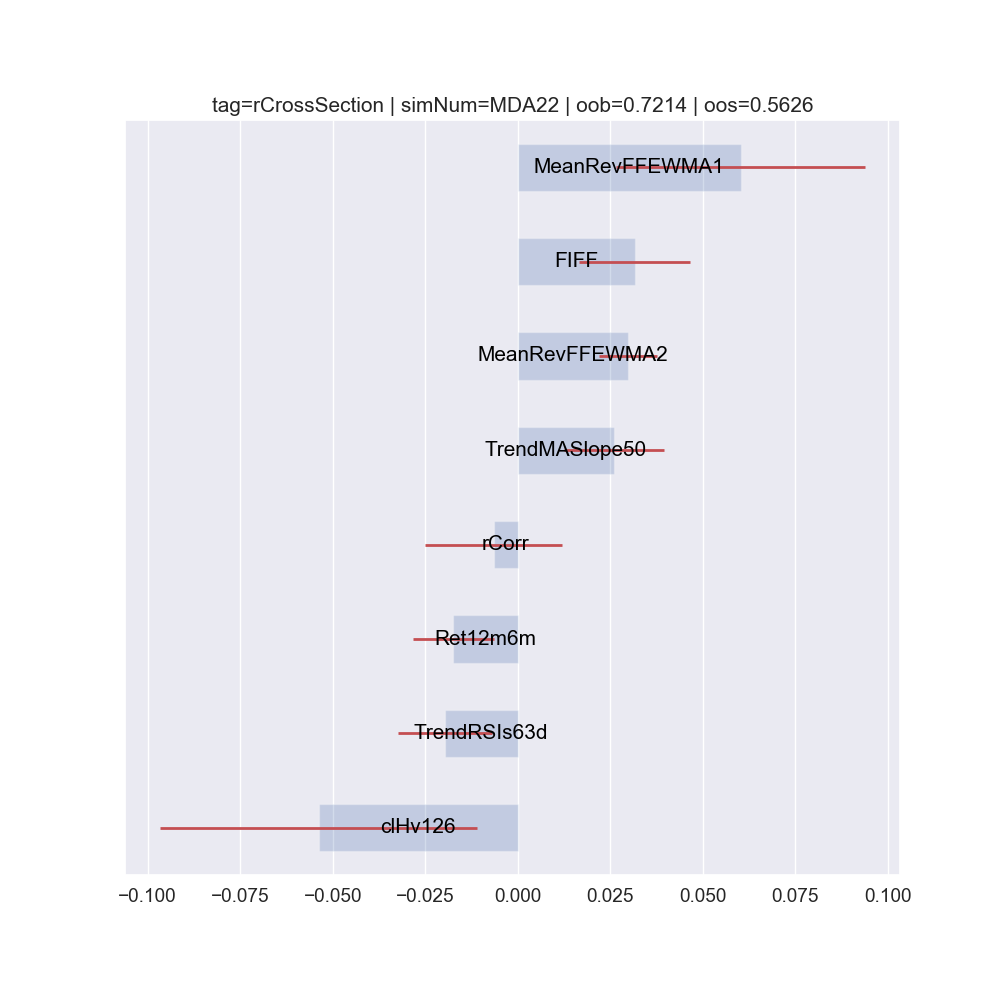 tag=rCrossSection | simNum=MDA22 | oob=0.7214 | oos=0.5626
MeanRevFFEWMA1
FIFF
MeanRevFFEWMA2
TrendMASlope50
rCorr
Ret12m6m
TrendRSIs63d
clHv126
−0.100 −0.075 −0.050 −0.025 0.000 0.025 0.050 0.075 0.100